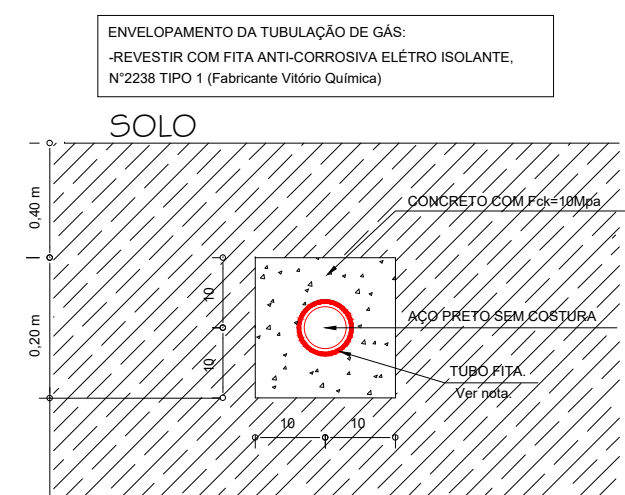 ENVELOPAMENTO DA TUBULAÇÃO DE GÁS:
-REVESTIR COM FITA ANTI-CORROSIVA ELÉTRO ISOLANTE,
N°2238 TIPO 1 (Fabricante Vitório Química)
SOLO
0,40 m
CONCRETO COM Fck=10Mpa
10
AÇO PRETO SEM COSTURA
0,20 m
10
TUBO FITA.
Ver nota.
10 10